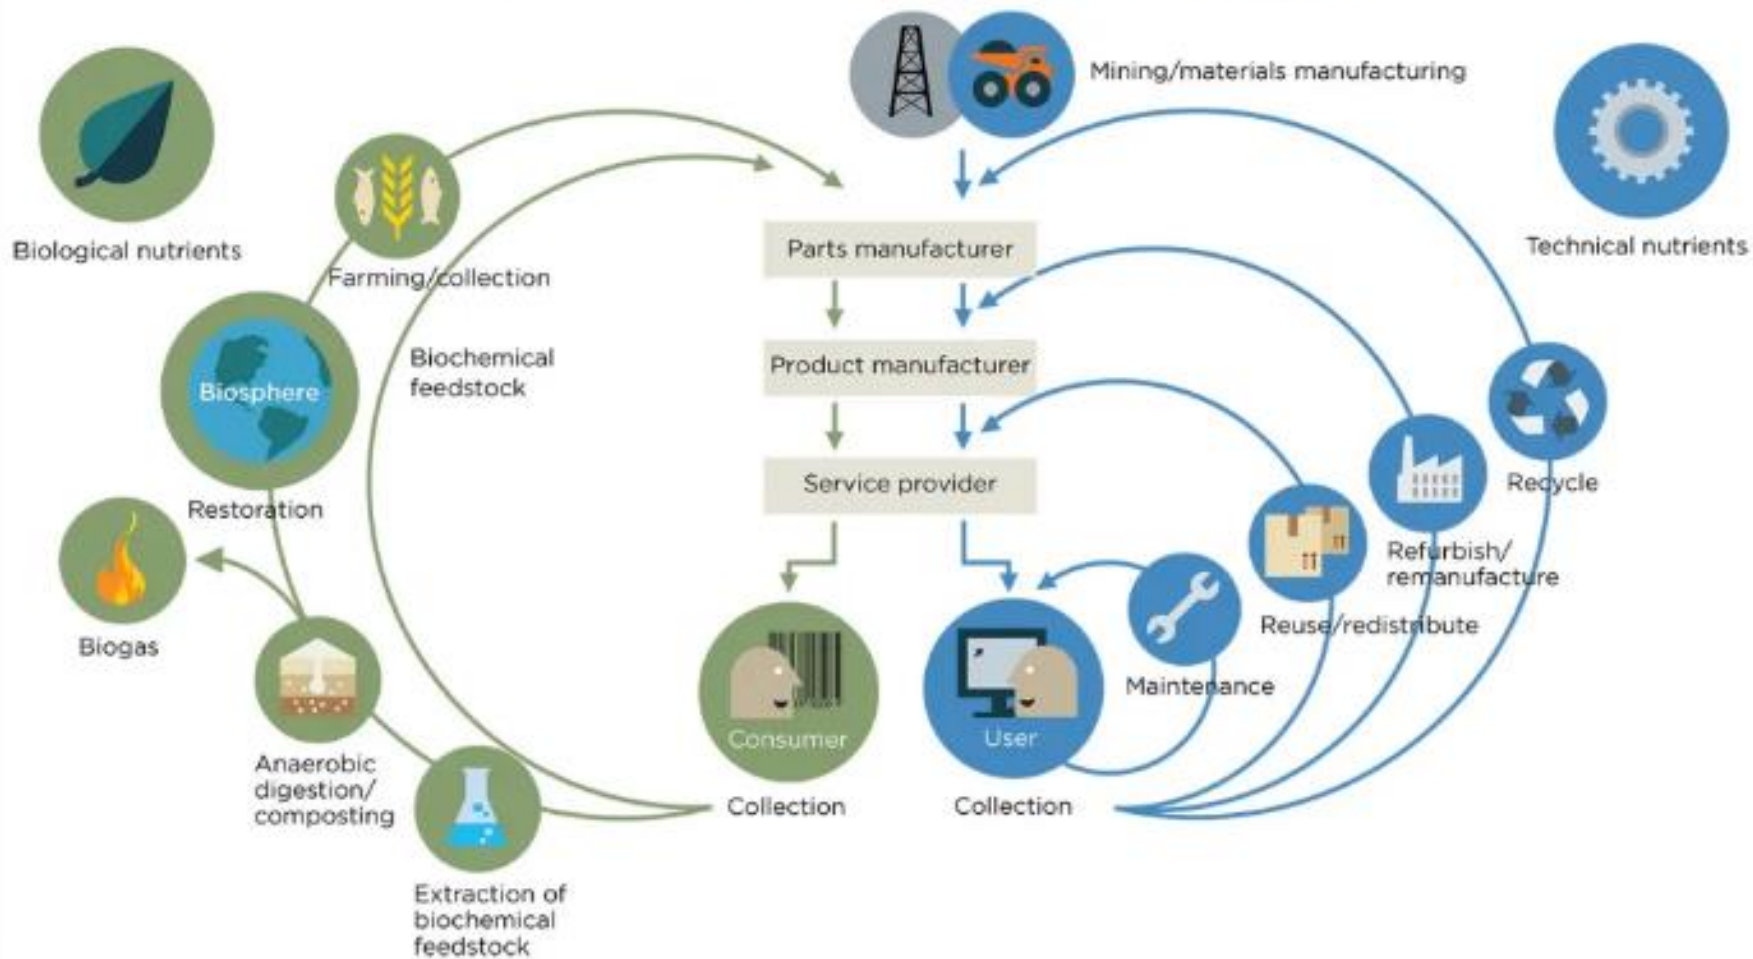 Mining/materials manufacturing
Biological nutrients
Technical nutrients
Farming/collection
Parts manufacturer
Biochemical
feedstock
Product manufacturer
Biosphere
Restoration
Service provider
Recycle
Refurbish/
remanufacture
Reuse/redistribute
Biogas
Maintenance
Consumer
User
Anaerobic
digestion/
composting
Collection
Collection
Extraction of
biochemical
feedstock